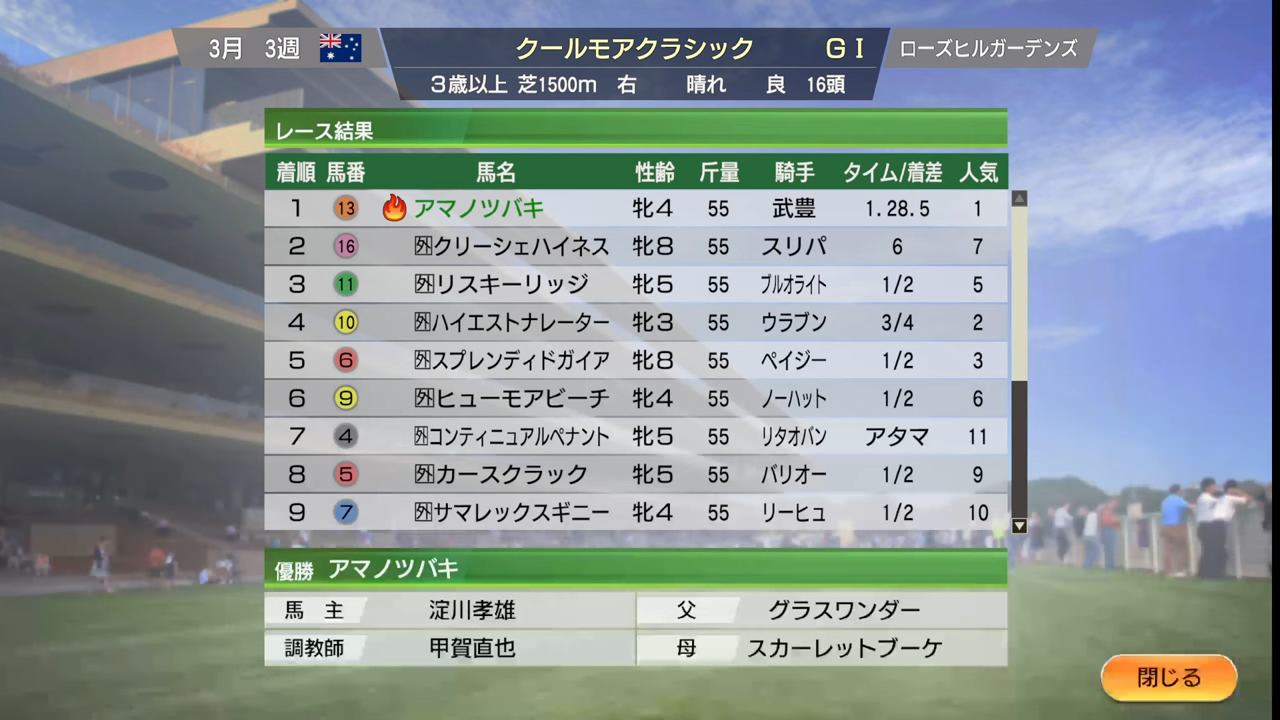 3月 3週 クールモアクラシック GⅠ ローズヒルガーデンズ
3歳以上 芝1500m 右 晴れ 良 16頭
レース結果
着順 馬番 馬名 性齢 斤量 騎手 タイム/着差 人気
1 13 アマノツバキ 牝4 55 武豊 1.28.5 1
2 16 外クリーシェハイネス 牝8 55 スリパ 6 7
3 11 外リスキーリッジ 牝5 55 ブルオライト 1/2 5
4 10 外ハイエストナレーター 牝3 55 ウラブン 3/4 2
5 6 外スプレンディドガイア 牝8 55 ペイジー 1/2 3
6 9 外ヒューモアビーチ 牝4 55 ノーハット 1/2 6
7 4 外コンティニュアルペナント 牝5 55 リタオバン アタマ 11
8 5 外カースクラック 牝5 55 バリオー 1/2 9
9 7 外サマレックスギニー 牝4 55 リーヒュ 1/2 10
優勝 アマノツバキ
馬主 淀川孝雄 父 グラスワンダー
調教師 甲賀直也 母 スカーレットブーケ
閉じる